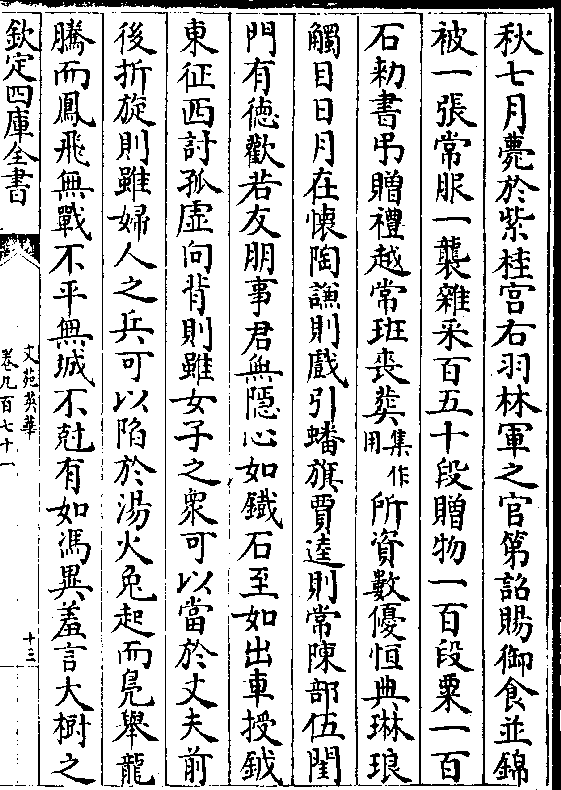 秋七月薨於紫桂宫右羽林軍之官第詔賜御食並錦
被一張常服一襲雜采百五十段贈物一百段粟一百
石勑書弔贈禮越常班喪葬集作用所資數優恒典琳琅
觸目日月在懷陶謙則戲引蟠旗賈逵則常陳部伍閨
門有徳歡若友朋事君無隠心如鐵石至如出車授鉞
東征西討孤虚向背則雖女子之衆可以當於丈夫前
後折旋則雖婦人之兵可以陷於湯火兔起而鳬舉龍
騰而鳳飛無戰不平無城不尅有如馮異羞言大樹之
欽定四庫全書
文苑英華
卷九百七十一
十三